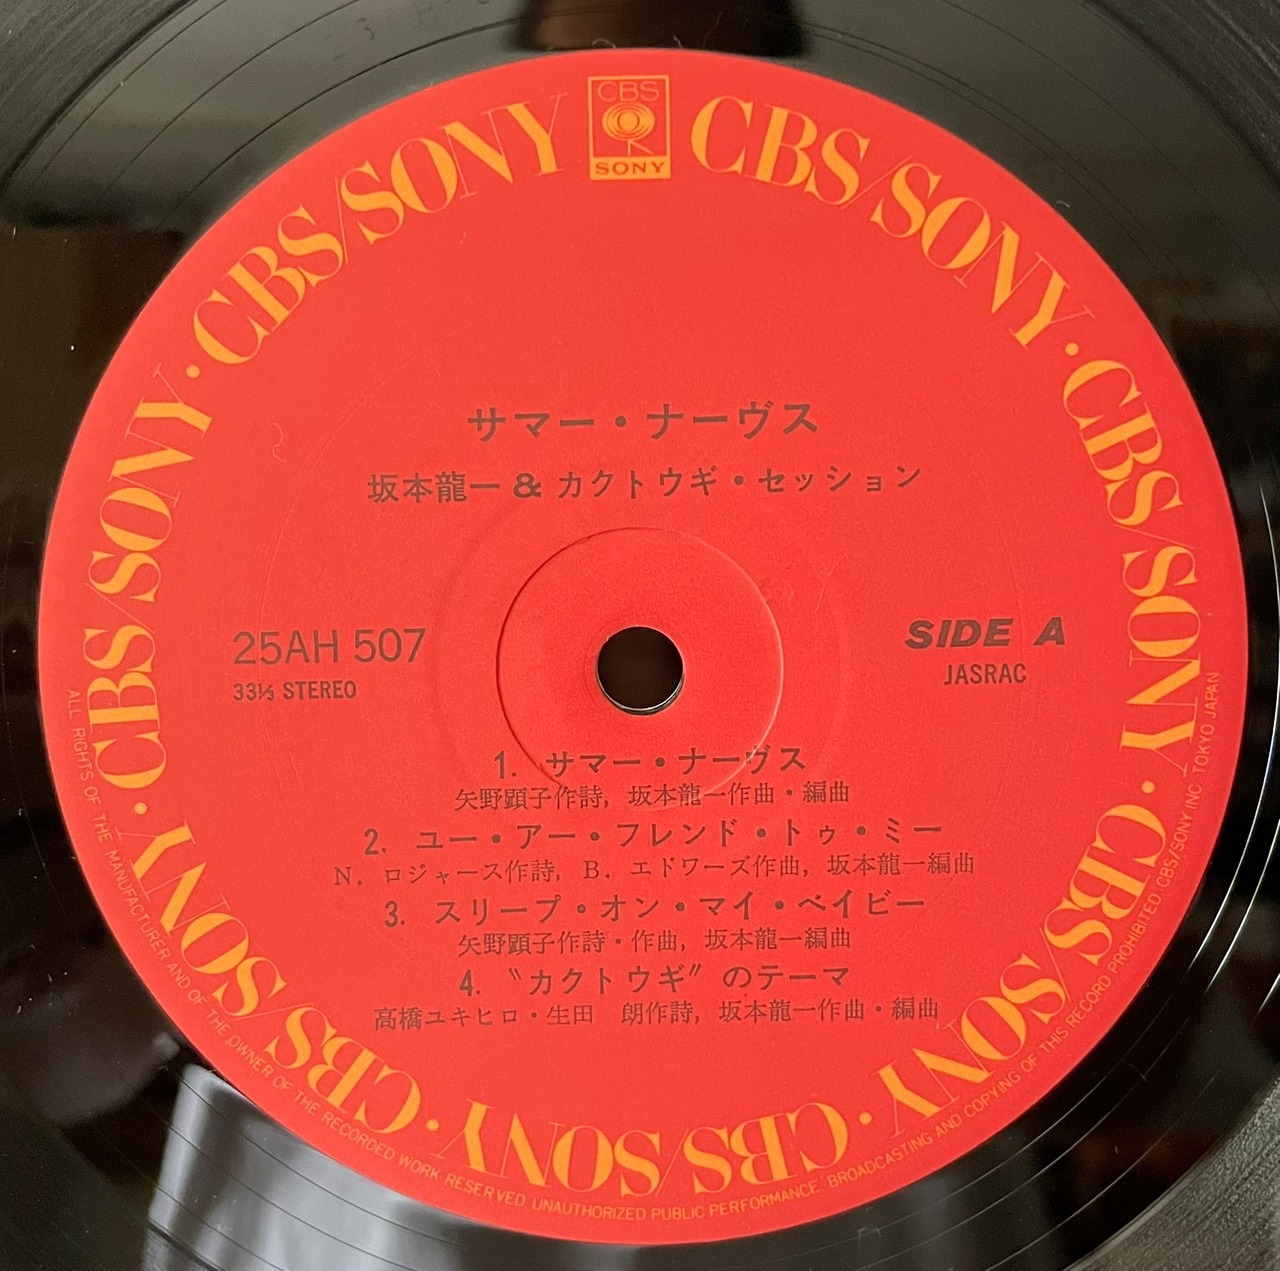 CBS
SONY
CBS/SONY · CBS/SONY · CBS/SONY · CBS/SONY · CBS/SONY · CBS/SONY · CBS/SONY · CBS/SONY
サマー・ナーヴス
坂本龍一 & カクトウギ・セッション
25AH 507
33⅓ STEREO
SIDE A
JASRAC
1. サマー・ナーヴス
矢野顕子作詩, 坂本龍一作曲・編曲
2. ユー・アー・フレンド・トゥ・ミー
N. ロジャース作詩, B. エドワーズ作曲, 坂本龍一編曲
3. スリープ・オン・マイ・ベイビー
矢野顕子作詩・作曲, 坂本龍一編曲
4. 〝カクトウギ〞のテーマ
高橋ユキヒロ・生田 朗作詩, 坂本龍一作曲・編曲
ALL RIGHTS OF THE MANUFACTURER AND OF THE OWNER OF THE RECORDED WORK RESERVED UNAUTHORIZED PUBLIC PERFORMANCE. BROADCASTING AND COPYING OF THIS RECORD PROHIBITED CBS/SONY INC TOKYO JAPAN